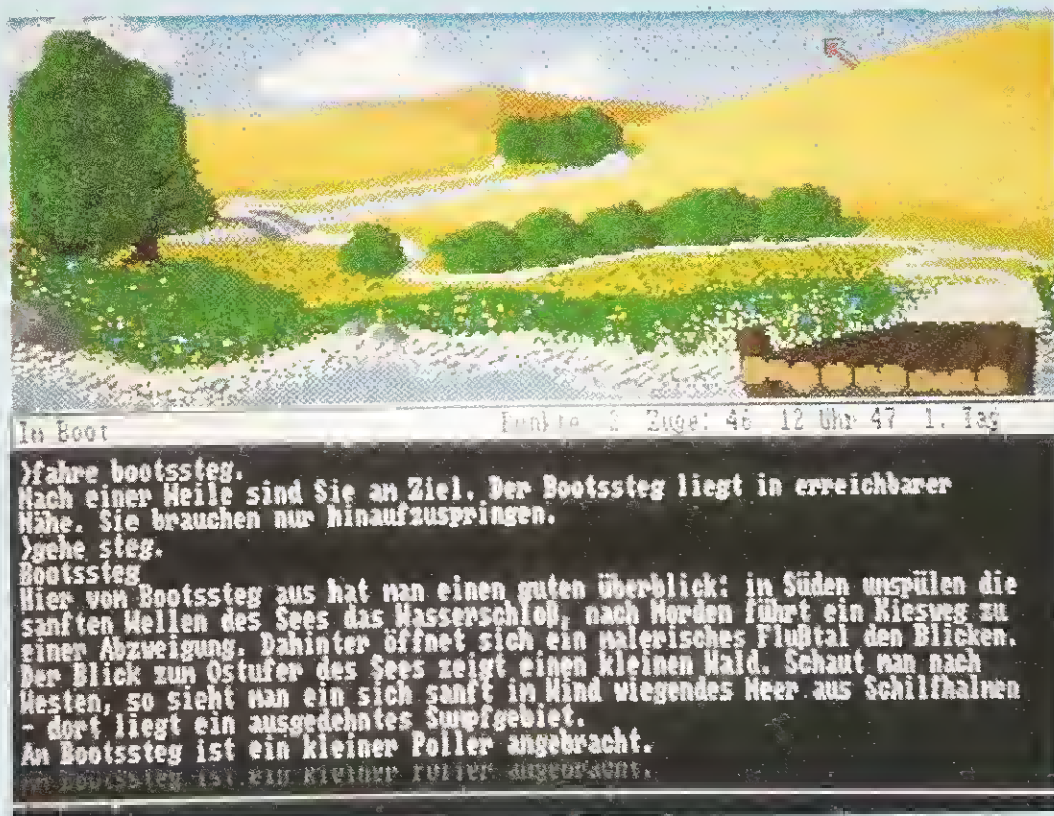 Im Boot Punkte 2 Züge: 46 12 Uhr 47 1. Tag
>fahre bootssteg.
Nach einer Weile sind Sie am Ziel. Der Bootssteg liegt in erreichbarer
Nähe. Sie brauchen nur hinaufzuspringen.
>gehe steg.
Bootssteg
Hier vom Bootssteg aus hat man einen guten Überblick: im Süden umspülen die
sanften Wellen des Sees das Wasserschloß, nach Norden führt ein Kiesweg zu
einer Abzweigung. Dahinter öffnet sich ein malerisches Flußtal den Blicken.
Der Blick zum Ostufer des Sees zeigt einen kleinen Wald. Schaut man nach
Westen, so sieht man ein sich sanft im Wind wiegendes Meer aus Schilfhalmen
- dort liegt ein ausgedehntes Sumpfgebiet.
Am Bootssteg ist ein kleiner Poller angebracht.